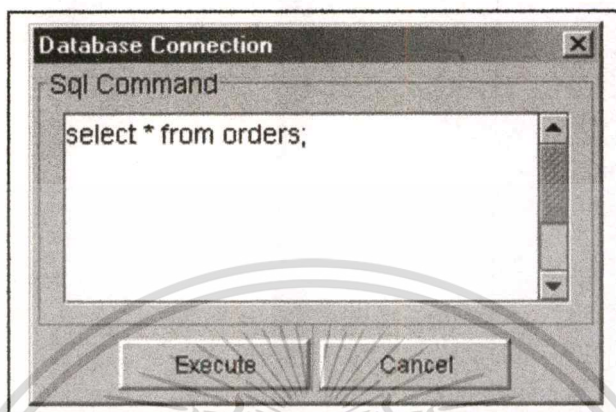 Database Connection
Sql Command
select * from orders;
Execute
Cancel